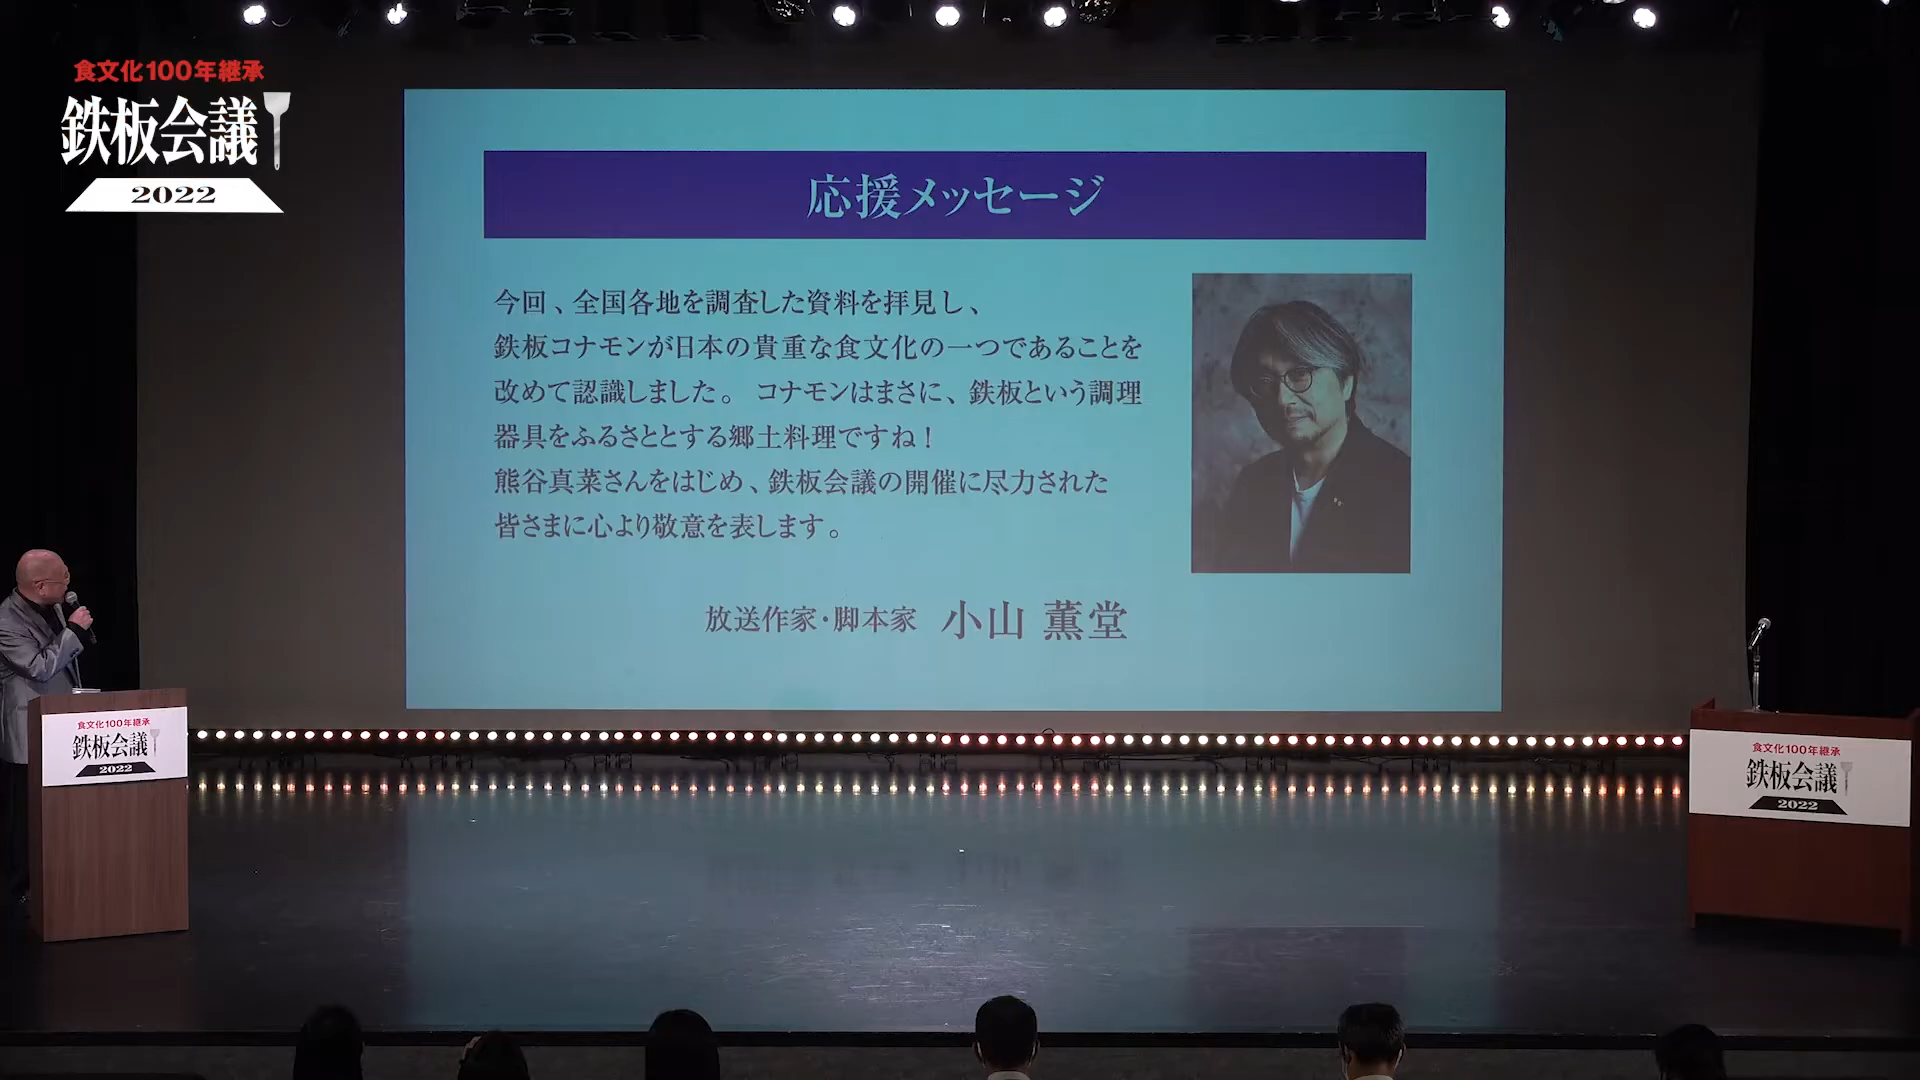 食文化100年継承
鉄板会議
2022
応援メッセージ
今回、全国各地を調査した資料を拝見し、
鉄板コナモンが日本の貴重な食文化の一つであることを
改めて認識しました。 コナモンはまさに、鉄板という調理
器具をふるさととする郷土料理ですね！
熊谷真菜さんをはじめ、鉄板会議の開催に尽力された
皆さまに心より敬意を表します。
放送作家・脚本家 小山 薫堂
食文化100年継承
鉄板会議
2022
食文化100年継承
鉄板会議
2022